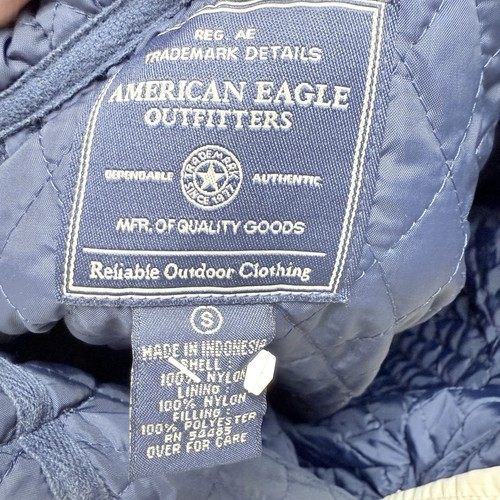 REG. AE
TRADEMARK DETAILS
AMERICAN EAGLE
OUTFITTERS
DEPENDABLE
TRADEMARK
SINCE 1977
AUTHENTIC
MFR. OF QUALITY GOODS
Reliable Outdoor Clothing
S
MADE IN INDONESIA
SHELL
100% NYLON
LINING:
100% NYLON
FILLING:
100% POLYESTER
RN 54485
OVER FOR CARE